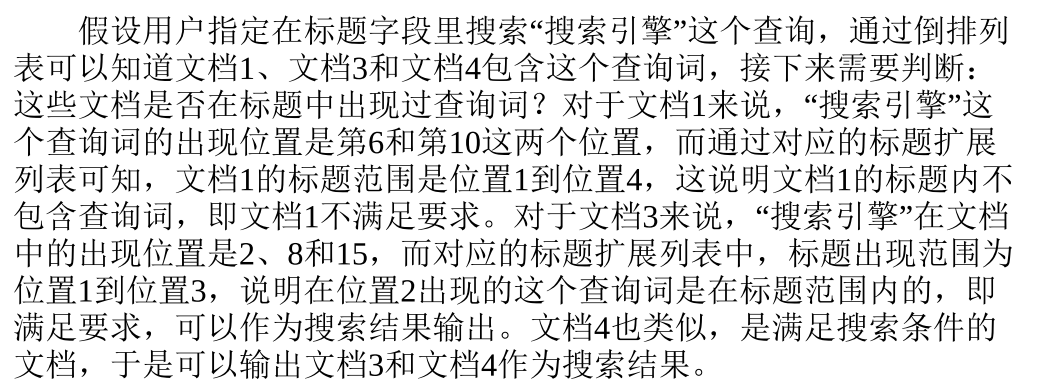 假设用户指定在标题字段里搜索“搜索引擎”这个查询，通过倒排列
表可以知道文档1、文档3和文档4包含这个查询词，接下来需要判断：
这些文档是否在标题中出现过查询词？对于文档1来说，“搜索引擎”这
个查询词的出现位置是第6和第10这两个位置，而通过对应的标题扩展
列表可知，文档1的标题范围是位置1到位置4，这说明文档1的标题内不
包含查询词，即文档1不满足要求。对于文档3来说，“搜索引擎”在文档
中的出现位置是2、8和15，而对应的标题扩展列表中，标题出现范围为
位置1到位置3，说明在位置2出现的这个查询词是在标题范围内的，即
满足要求，可以作为搜索结果输出。文档4也类似，是满足搜索条件的
文档，于是可以输出文档3和文档4作为搜索结果。